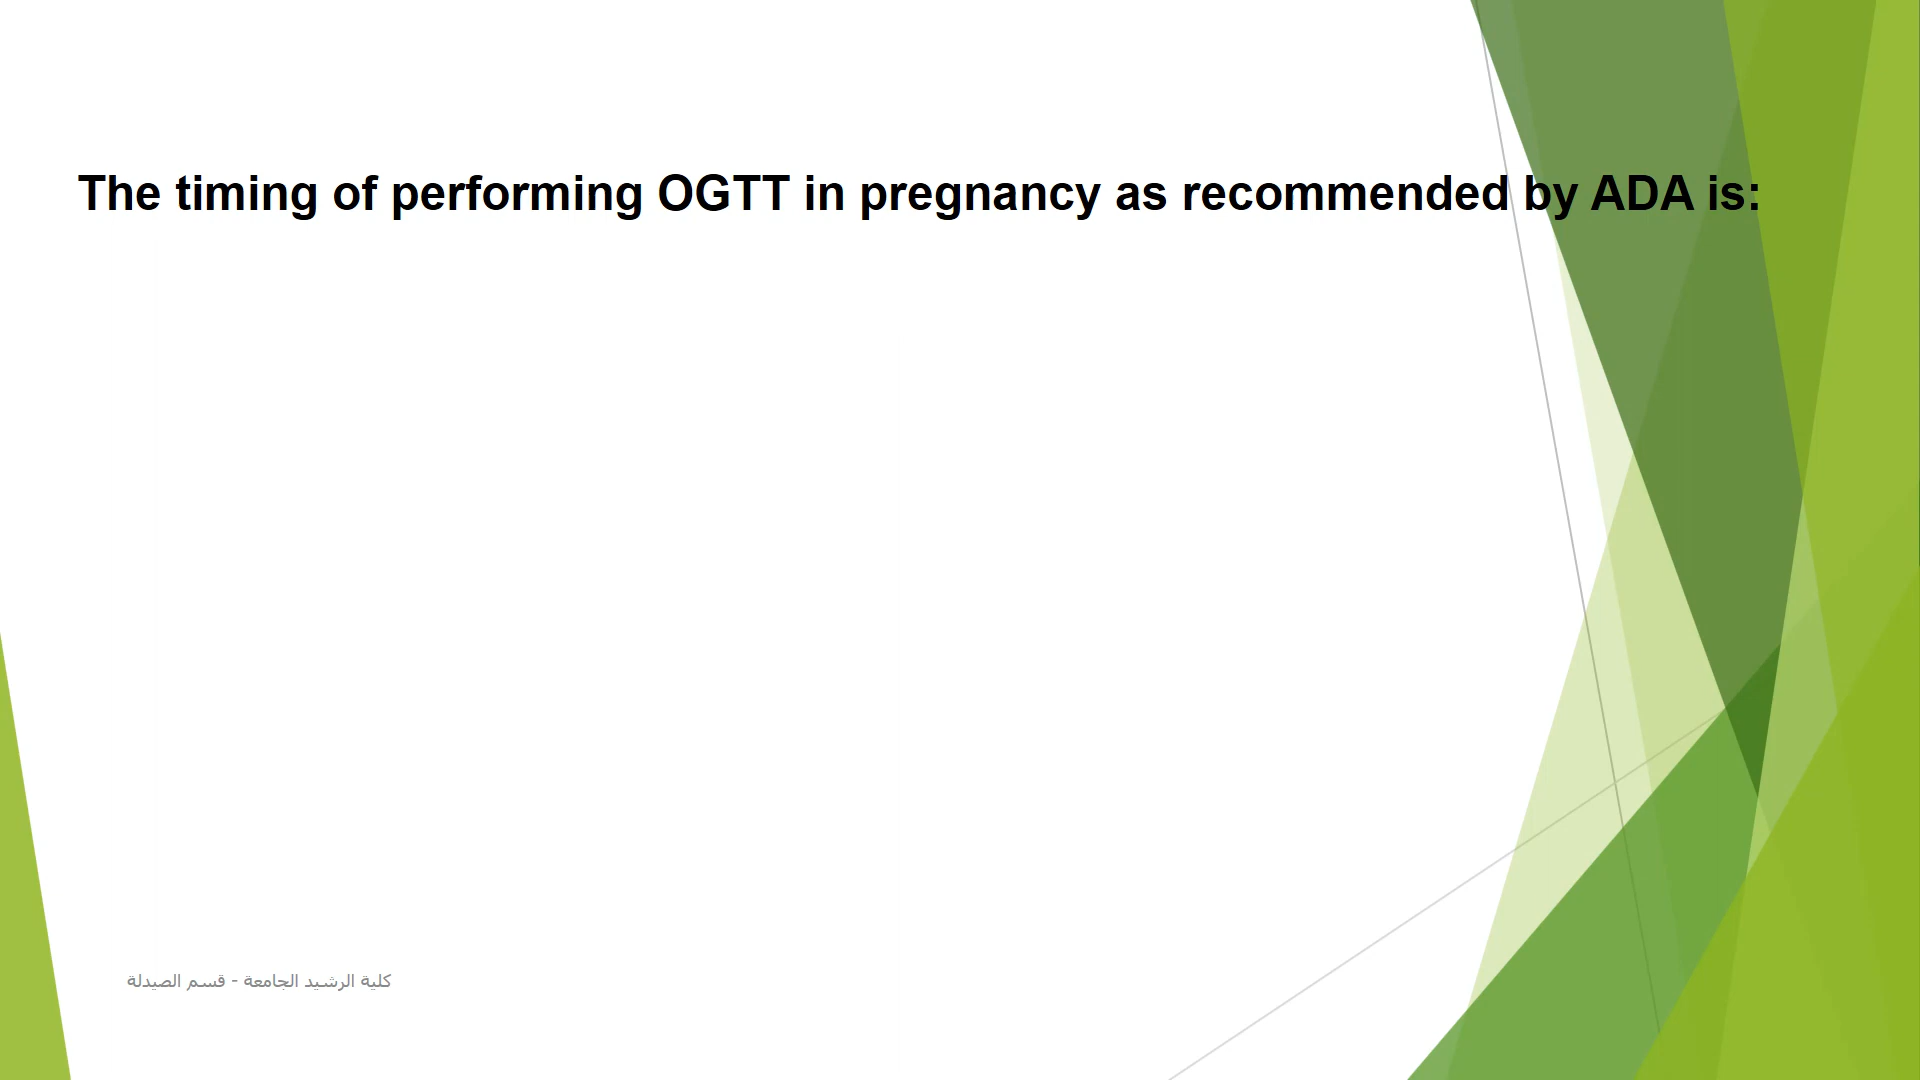 The timing of performing OGTT in pregnancy as recommended by ADA is:
كلية الرشيد الجامعة - قسم الصيدلة